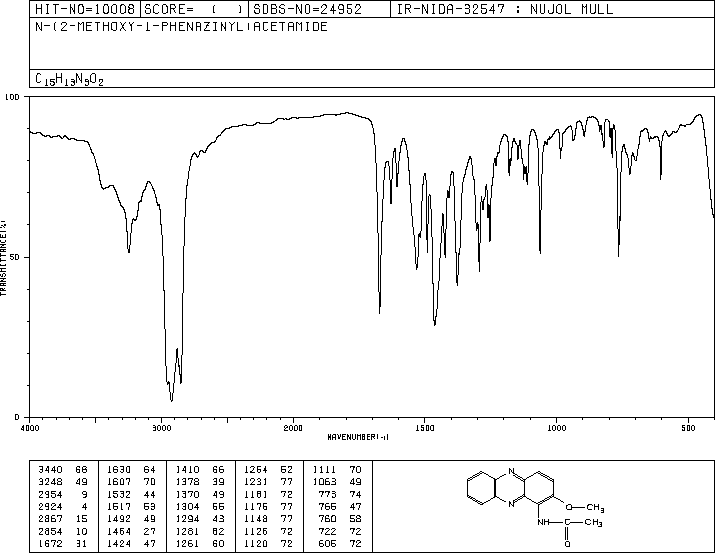 HIT-NO=10008 SCORE= ( ) SDBS-NO=24952 IR-NIDA-32547 : NUJOL MULL
N-(2-METHOXY-1-PHENAZINYL)ACETAMIDE
C15H13N3O2
100
50
0
TRANSMITTANCE(%)
4000 3000 2000 1500 1000 500
WAVENUMBER(-1)
3440 66 1630 64 1410 66 1254 52 1111 70
3248 49 1607 70 1378 39 1231 77 1063 49
2954 9 1532 44 1370 49 1181 72 773 74
2924 4 1517 53 1304 55 1176 77 766 47
2867 15 1492 49 1294 43 1148 77 760 58
2854 10 1464 27 1281 62 1126 72 722 72
1672 31 1424 47 1261 60 1120 72 606 72
N
N
O—CH3
NH—C—CH3
O